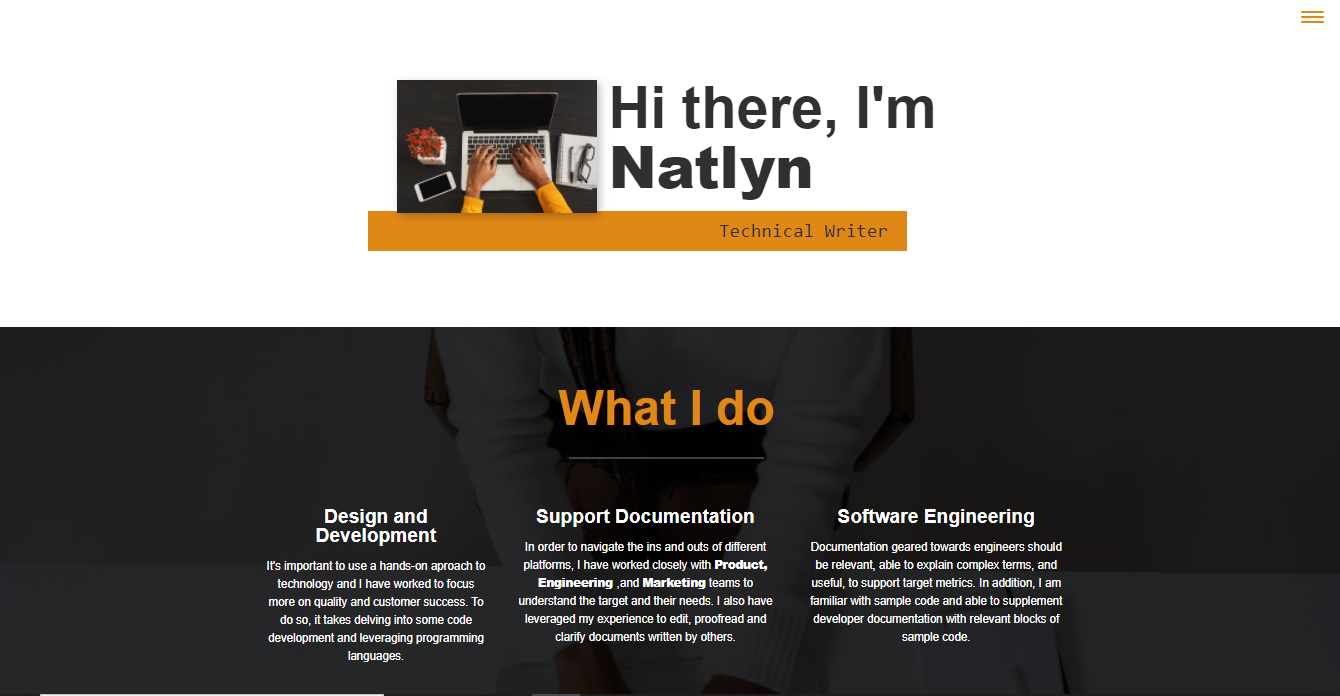 Hi there, I'm
Natlyn
Technical Writer
What I do
Design and
Development
It's important to use a hands-on aproach to
technology and I have worked to focus
more on quality and customer success. To
do so, it takes delving into some code
development and leveraging programming
languages.
Support Documentation
In order to navigate the ins and outs of different
platforms, I have worked closely with Product,
Engineering ,and Marketing teams to
understand the target and their needs. I also have
leveraged my experience to edit, proofread and
clarify documents written by others.
Software Engineering
Documentation geared towards engineers should
be relevant, able to explain complex terms, and
useful, to support target metrics. In addition, I am
familiar with sample code and able to supplement
developer documentation with relevant blocks of
sample code.